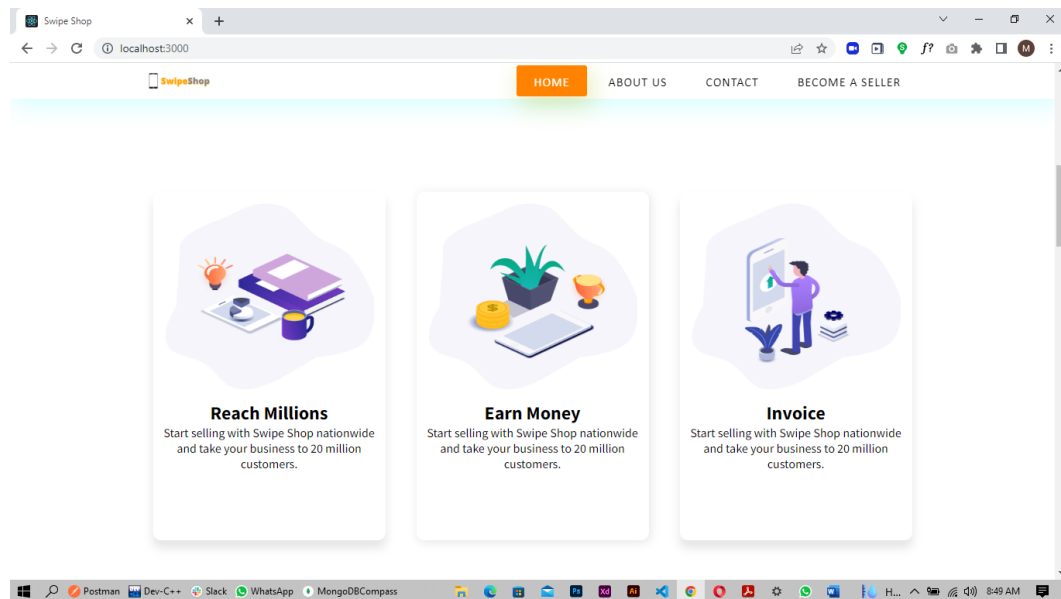 Swipe Shop
localhost:3000
f?
M
SwipeShop
HOME
ABOUT US
CONTACT
BECOME A SELLER
Reach Millions
Start selling with Swipe Shop nationwide
and take your business to 20 million
customers.
Earn Money
Start selling with Swipe Shop nationwide
and take your business to 20 million
customers.
Invoice
Start selling with Swipe Shop nationwide
and take your business to 20 million
customers.
Postman
Dev-C++
Slack
WhatsApp
MongoDBCompass
Ps
Xd
Ai
H...
8:49 AM